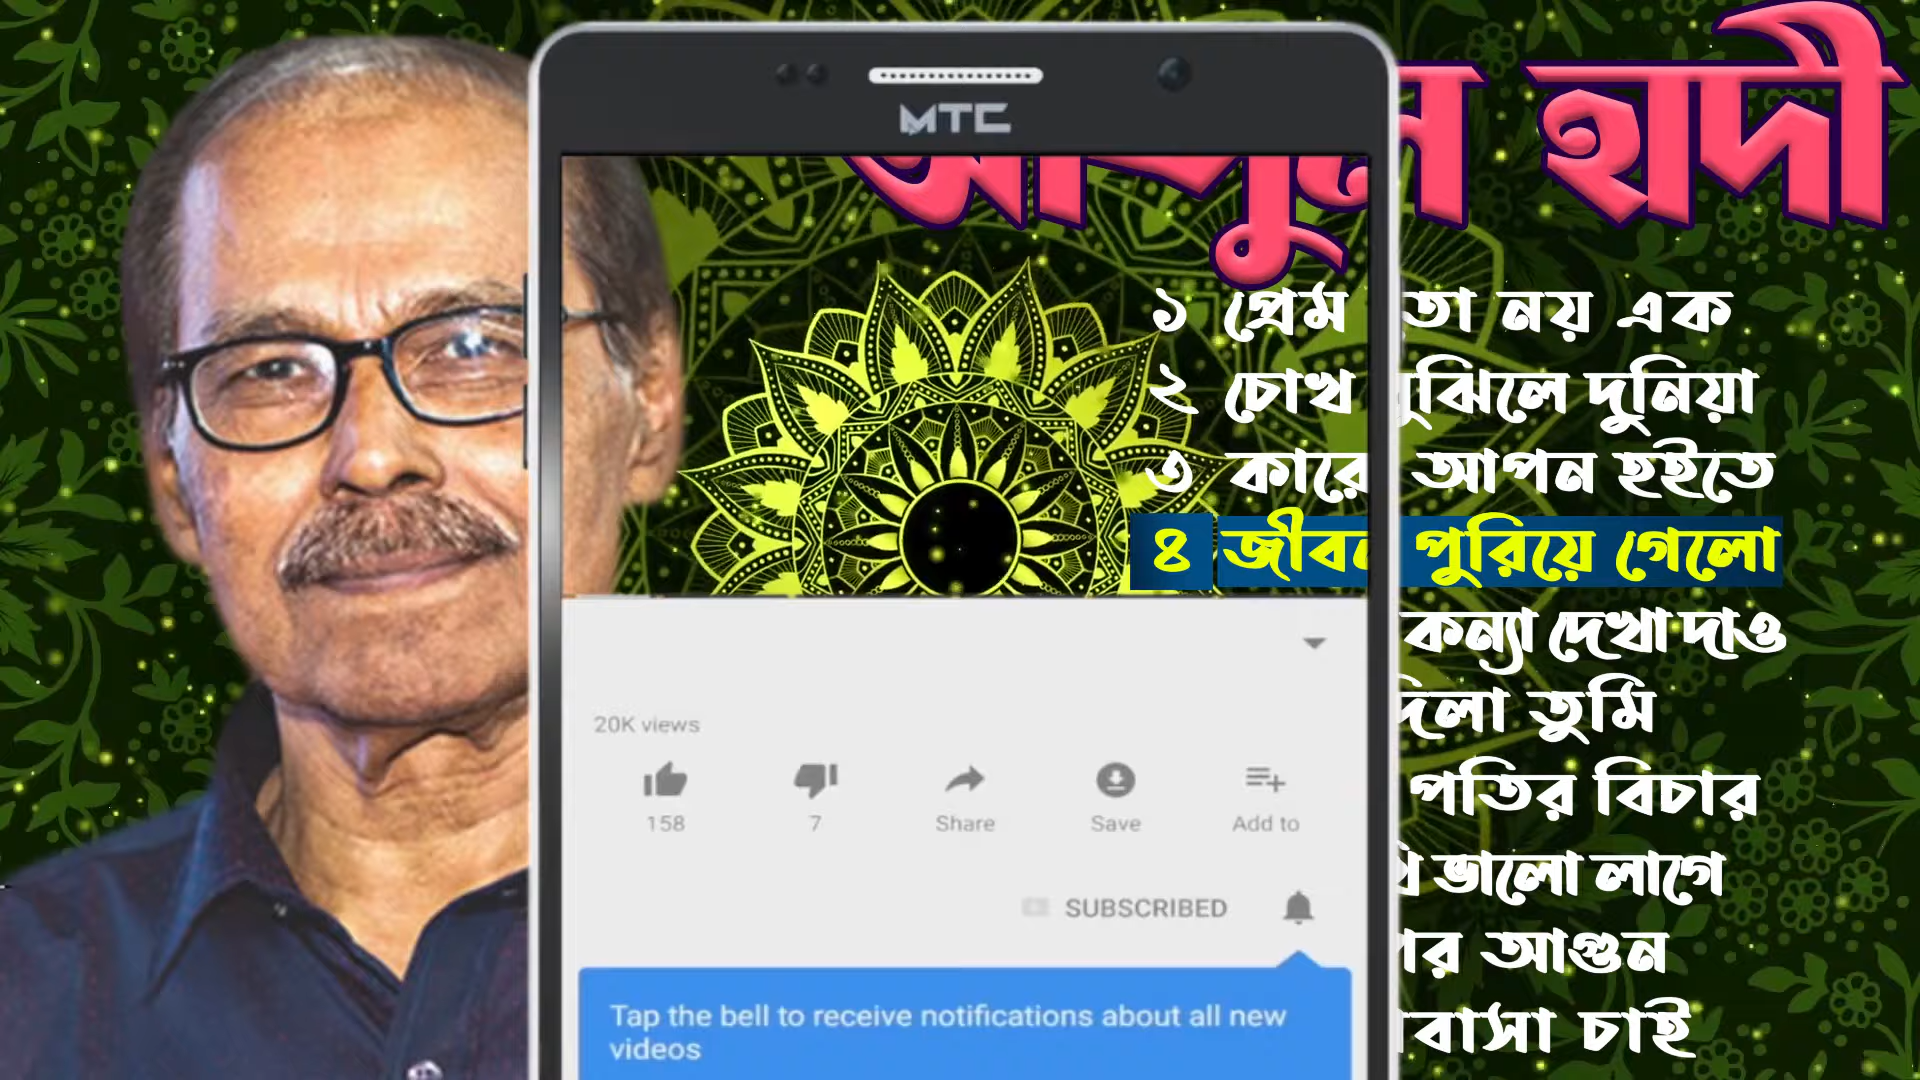 MTC
হাদী
১ প্রেম তা নয় এক
২ চোখ বুঝিলে দুনিয়া
৩ কারে আপন হইতে
৪ জীবন পুরিয়ে গেলো
কন্যা দেখা দাও
তুমি
পতির বিচার
ভালো লাগে
আগুন
চাই
20K views
158
7
Share
Save
Add to
SUBSCRIBED
Tap the bell to receive notifications about all new
videos